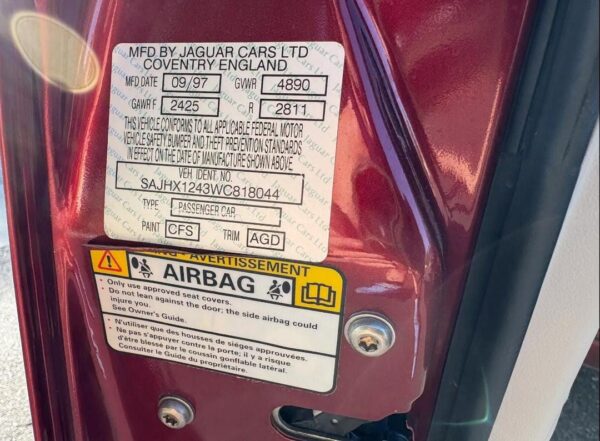 MFD BY JAGUAR CARS LTD
COVENTRY ENGLAND
MFD DATE 09/97 GVWR 4890
GAWR F 2425 R 2811
THIS VEHICLE CONFORMS TO ALL APPLICABLE FEDERAL MOTOR
VEHICLE SAFETY BUMPER AND THEFT PREVENTION STANDARDS
IN EFFECT ON THE DATE OF MANUFACTURE SHOWN ABOVE
VEH IDENT. NO.
SAJHX1243WC818044
TYPE PASSENGER CAR
PAINT CFS TRIM AGD
- AVERTISSEMENT
AIRBAG
• Only use approved seat covers.
• Do not lean against the door; the side airbag could
injure you.
See Owner's Guide.
• N'utiliser que des housses de sièges approuvées.
• Ne pas s'appuyer contre la porte; il y a risque
d'être blessé par le coussin gonflable latéral.
Consulter le Guide du propriétaire.